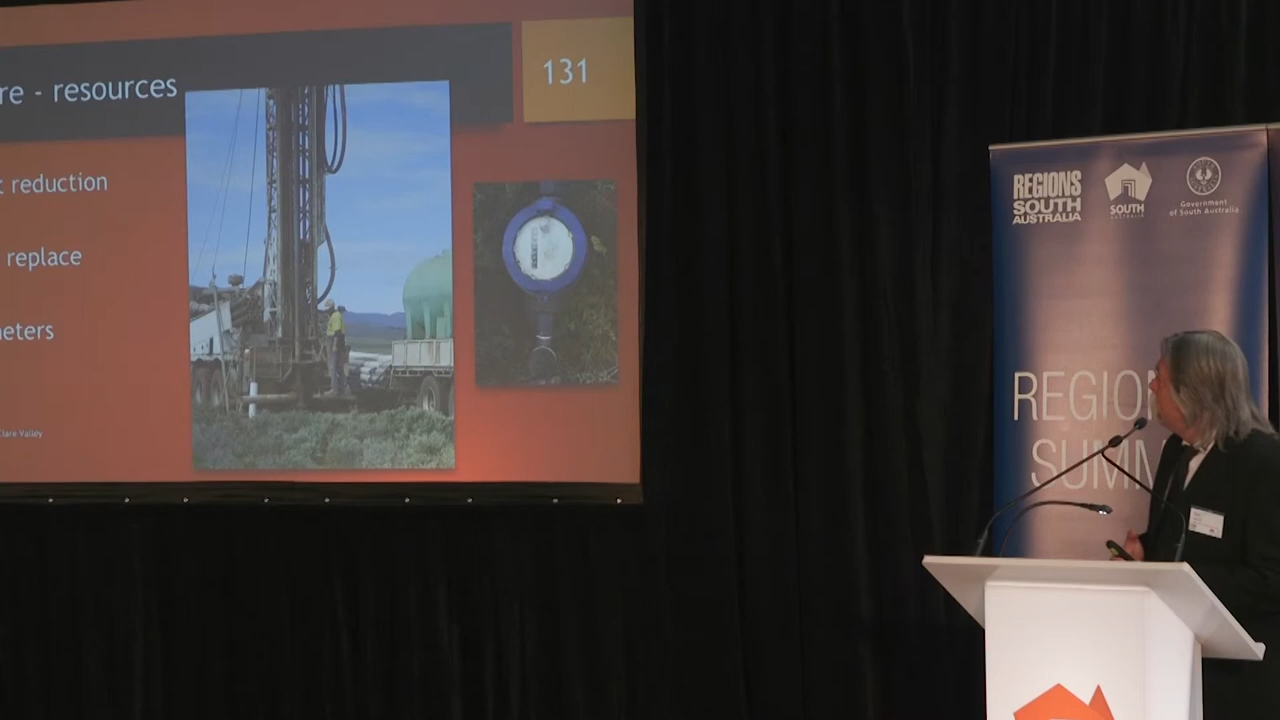 re - resources
131
t reduction
replace
neters
Clare Valley
REGIONS
SOUTH
AUSTRALIA
SOUTH
AUSTRALIA
Government
of South Australia
REGION
SUMM